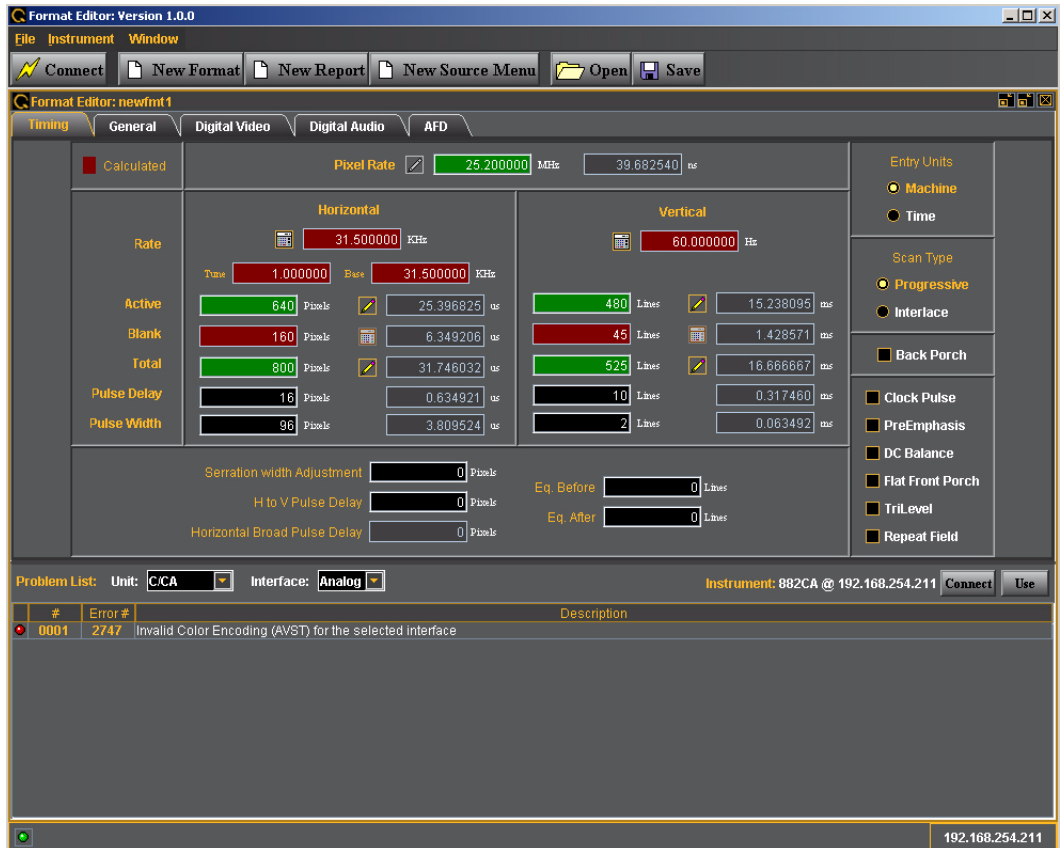 Format Editor: Version 1.0.0
File Instrument Window
Connect New Format New Report New Source Menu Open Save
Format Editor: newfmt1
Timing General Digital Video Digital Audio AFD
Calculated
Pixel Rate 25.200000 MHz 39.682540 ns
Entry Units
Machine
Time
Horizontal Vertical
Rate 31.500000 KHz 60.000000 Hz
Tune 1.000000 Base 31.500000 KHz
Scan Type
Progressive
Interlace
Active 640 Pixels 25.396825 us 480 Lines 15.238095 ms
Blank 160 Pixels 6.349206 us 45 Lines 1.428571 ms
Total 800 Pixels 31.746032 us 525 Lines 16.666667 ms
Back Porch
Pulse Delay 16 Pixels 0.634921 us 10 Lines 0.317460 ms
Pulse Width 96 Pixels 3.809524 us 2 Lines 0.063492 ms
Clock Pulse
PreEmphasis
DC Balance
Flat Front Porch
TriLevel
Repeat Field
Serration width Adjustment 0 Pixels
H to V Pulse Delay 0 Pixels
Horizontal Broad Pulse Delay 0 Pixels
Eq. Before 0 Lines
Eq. After 0 Lines
Problem List: Unit: C/CA Interface: Analog Instrument: 882CA @ 192.168.254.211 Connect Use
# Error # Description
0001 2747 Invalid Color Encoding (AVST) for the selected interface
192.168.254.211